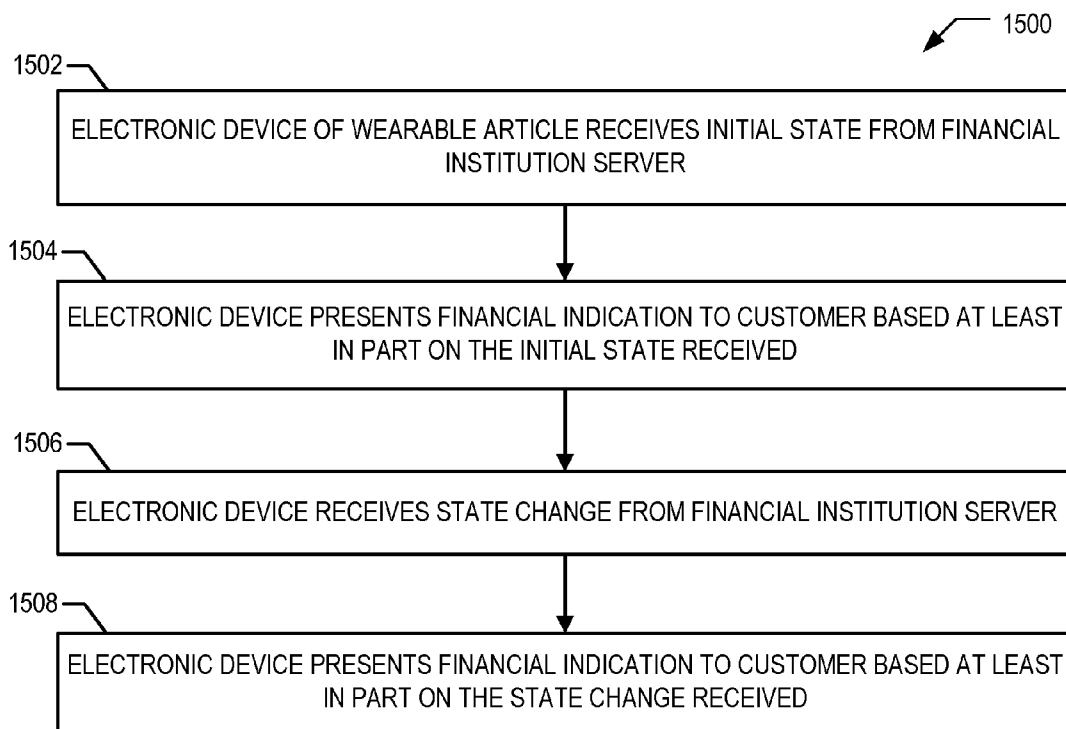 1500
1502
ELECTRONIC DEVICE OF WEARABLE ARTICLE RECEIVES INITIAL STATE FROM FINANCIAL
INSTITUTION SERVER
1504
ELECTRONIC DEVICE PRESENTS FINANCIAL INDICATION TO CUSTOMER BASED AT LEAST
IN PART ON THE INITIAL STATE RECEIVED
1506
ELECTRONIC DEVICE RECEIVES STATE CHANGE FROM FINANCIAL INSTITUTION SERVER
1508
ELECTRONIC DEVICE PRESENTS FINANCIAL INDICATION TO CUSTOMER BASED AT LEAST
IN PART ON THE STATE CHANGE RECEIVED